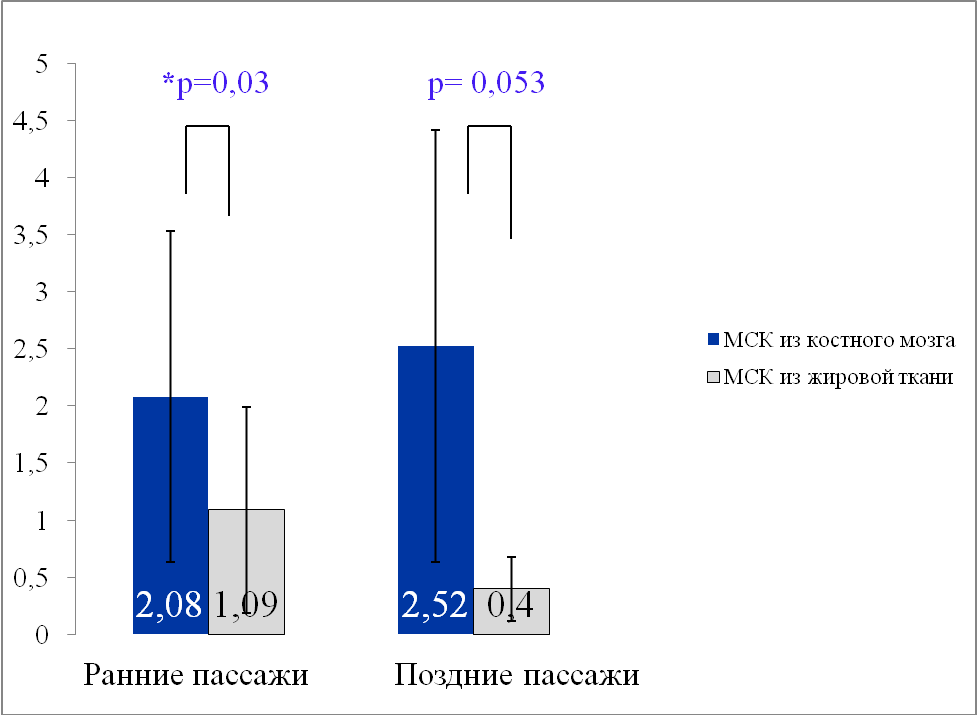 5
4,5
4
3,5
3
2,5
2
1,5
1
0,5
0
*p=0,03
p= 0,053
2,08
1,09
2,52
0,4
Ранние пассажи
Поздние пассажи
МСК из костного мозга
МСК из жировой ткани